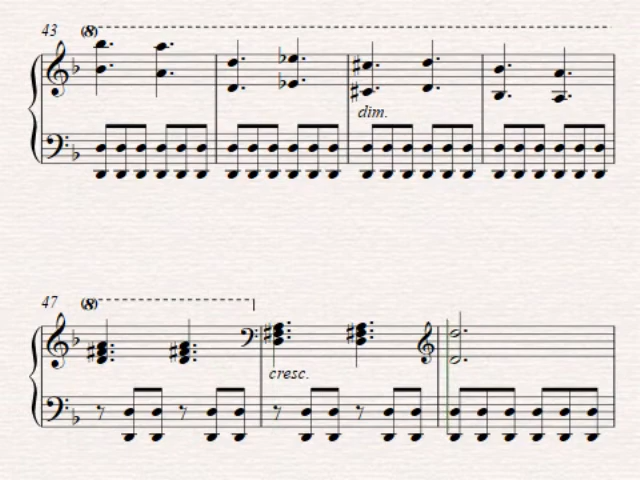 43 (8)
dim.
47 (8)
cresc.